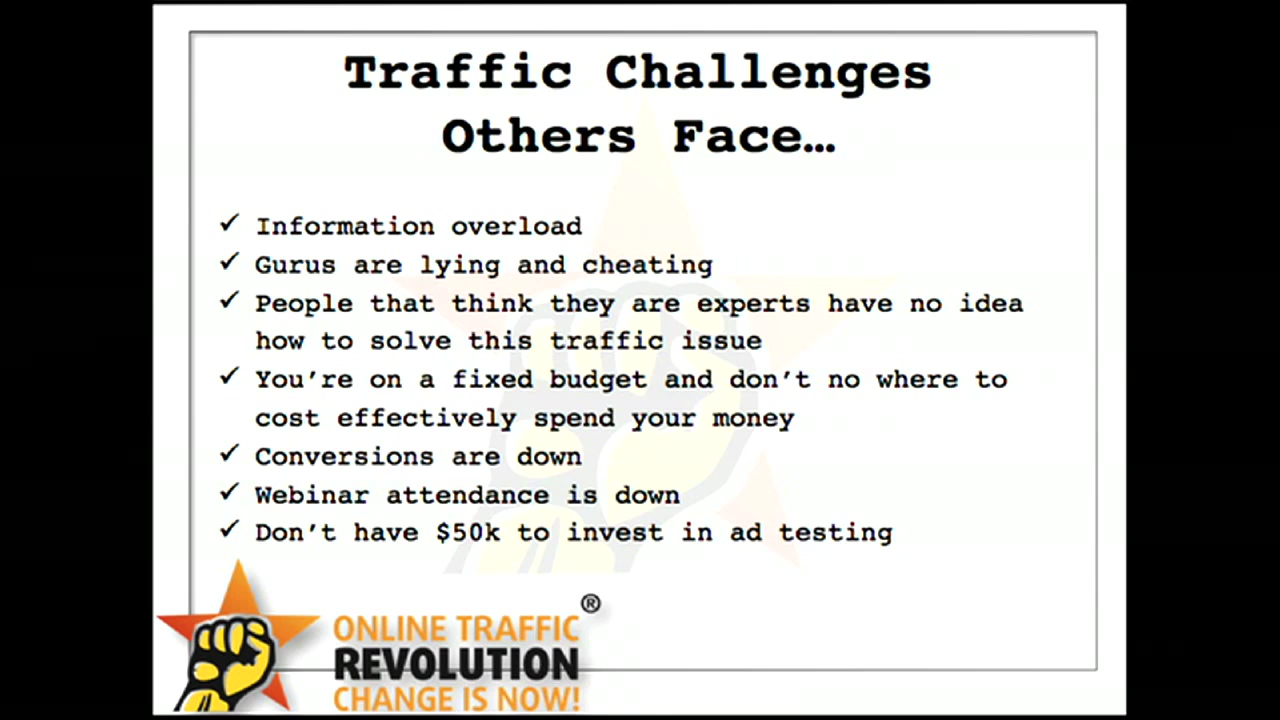 Traffic Challenges
Others Face…
✓ Information overload
✓ Gurus are lying and cheating
✓ People that think they are experts have no idea
how to solve this traffic issue
✓ You’re on a fixed budget and don’t no where to
cost effectively spend your money
✓ Conversions are down
✓ Webinar attendance is down
✓ Don’t have $50k to invest in ad testing
ONLINE TRAFFIC ®
REVOLUTION
CHANGE IS NOW!